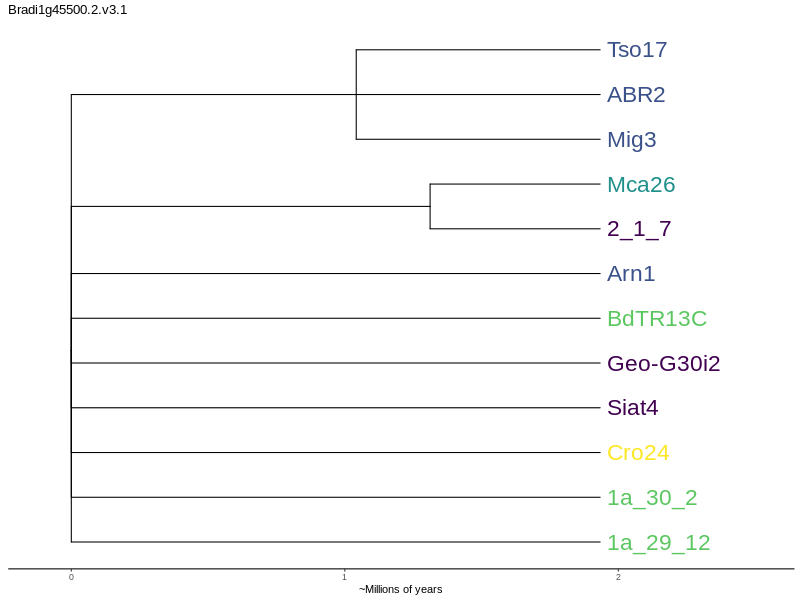 Bradi1g45500.2.v3.1
Tso17
ABR2
Mig3
Mca26
2_1_7
Arn1
BdTR13C
Geo-G30i2
Siat4
Cro24
1a_30_2
1a_29_12
0 1 2
~Millions of years